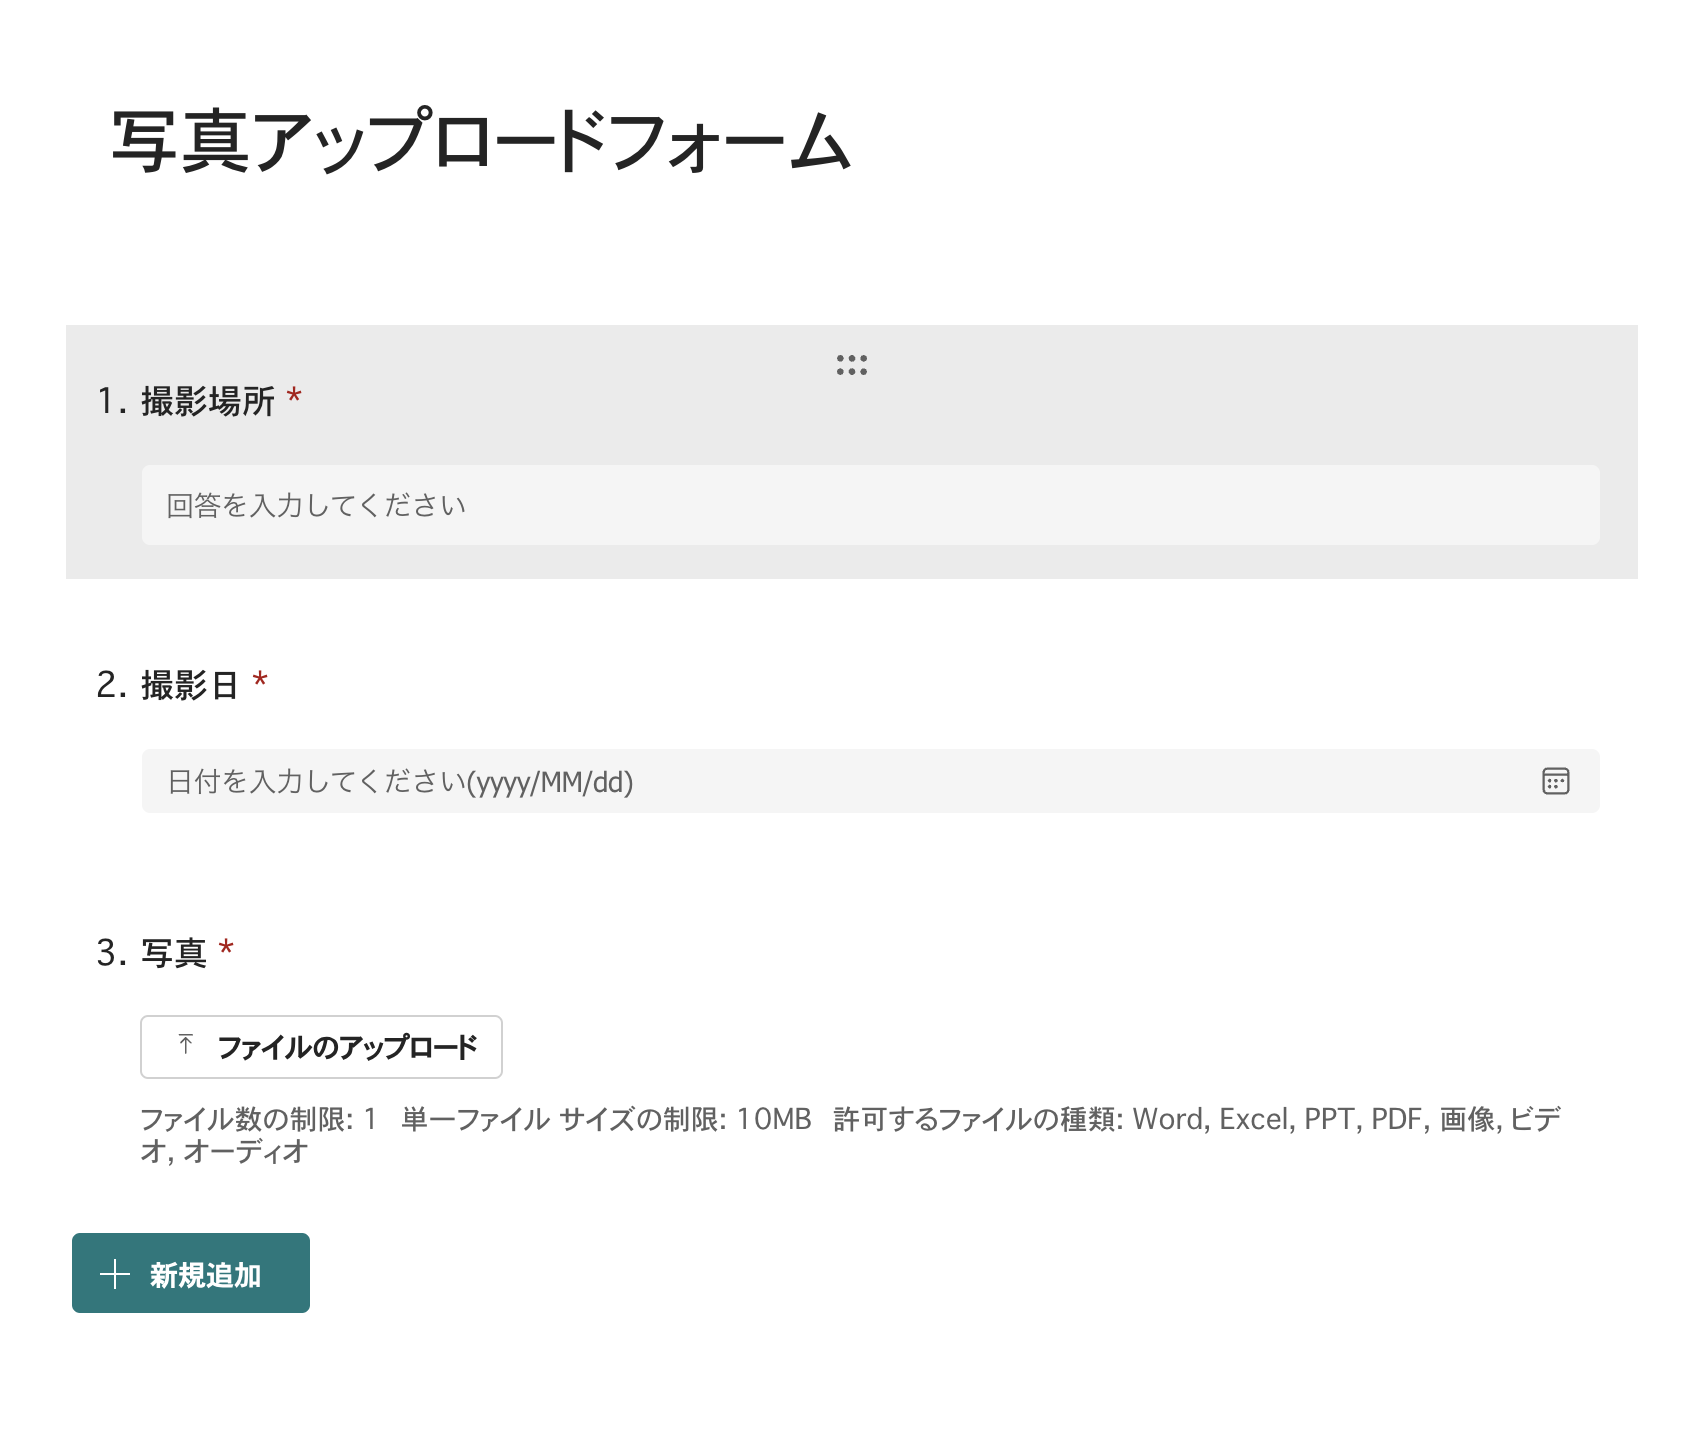 写真アップロードフォーム
1. 撮影場所 *
回答を入力してください
2. 撮影日 *
日付を入力してください(yyyy/MM/dd)
3. 写真 *
ファイルのアップロード
ファイル数の制限: 1 単一ファイル サイズの制限: 10MB 許可するファイルの種類: Word, Excel, PPT, PDF, 画像, ビデ
オ, オーディオ
新規追加